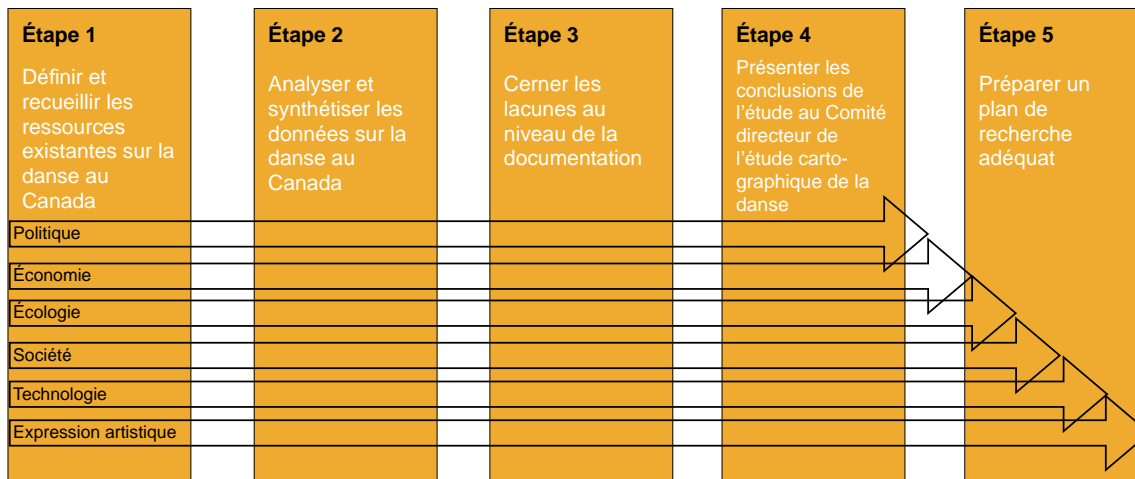 Étape 1
Définir et
recueillir les
ressources
existantes sur la
danse au
Canada
Étape 2
Analyser et
synthétiser les
données sur la
danse au
Canada
Étape 3
Cerner les
lacunes au
niveau de la
documentation
Étape 4
Présenter les
conclusions de
l'étude au Comité
directeur de
l'étude carto-
graphique de la
danse
Étape 5
Préparer un
plan de
recherche
adéquat
Politique
Économie
Écologie
Société
Technologie
Expression artistique